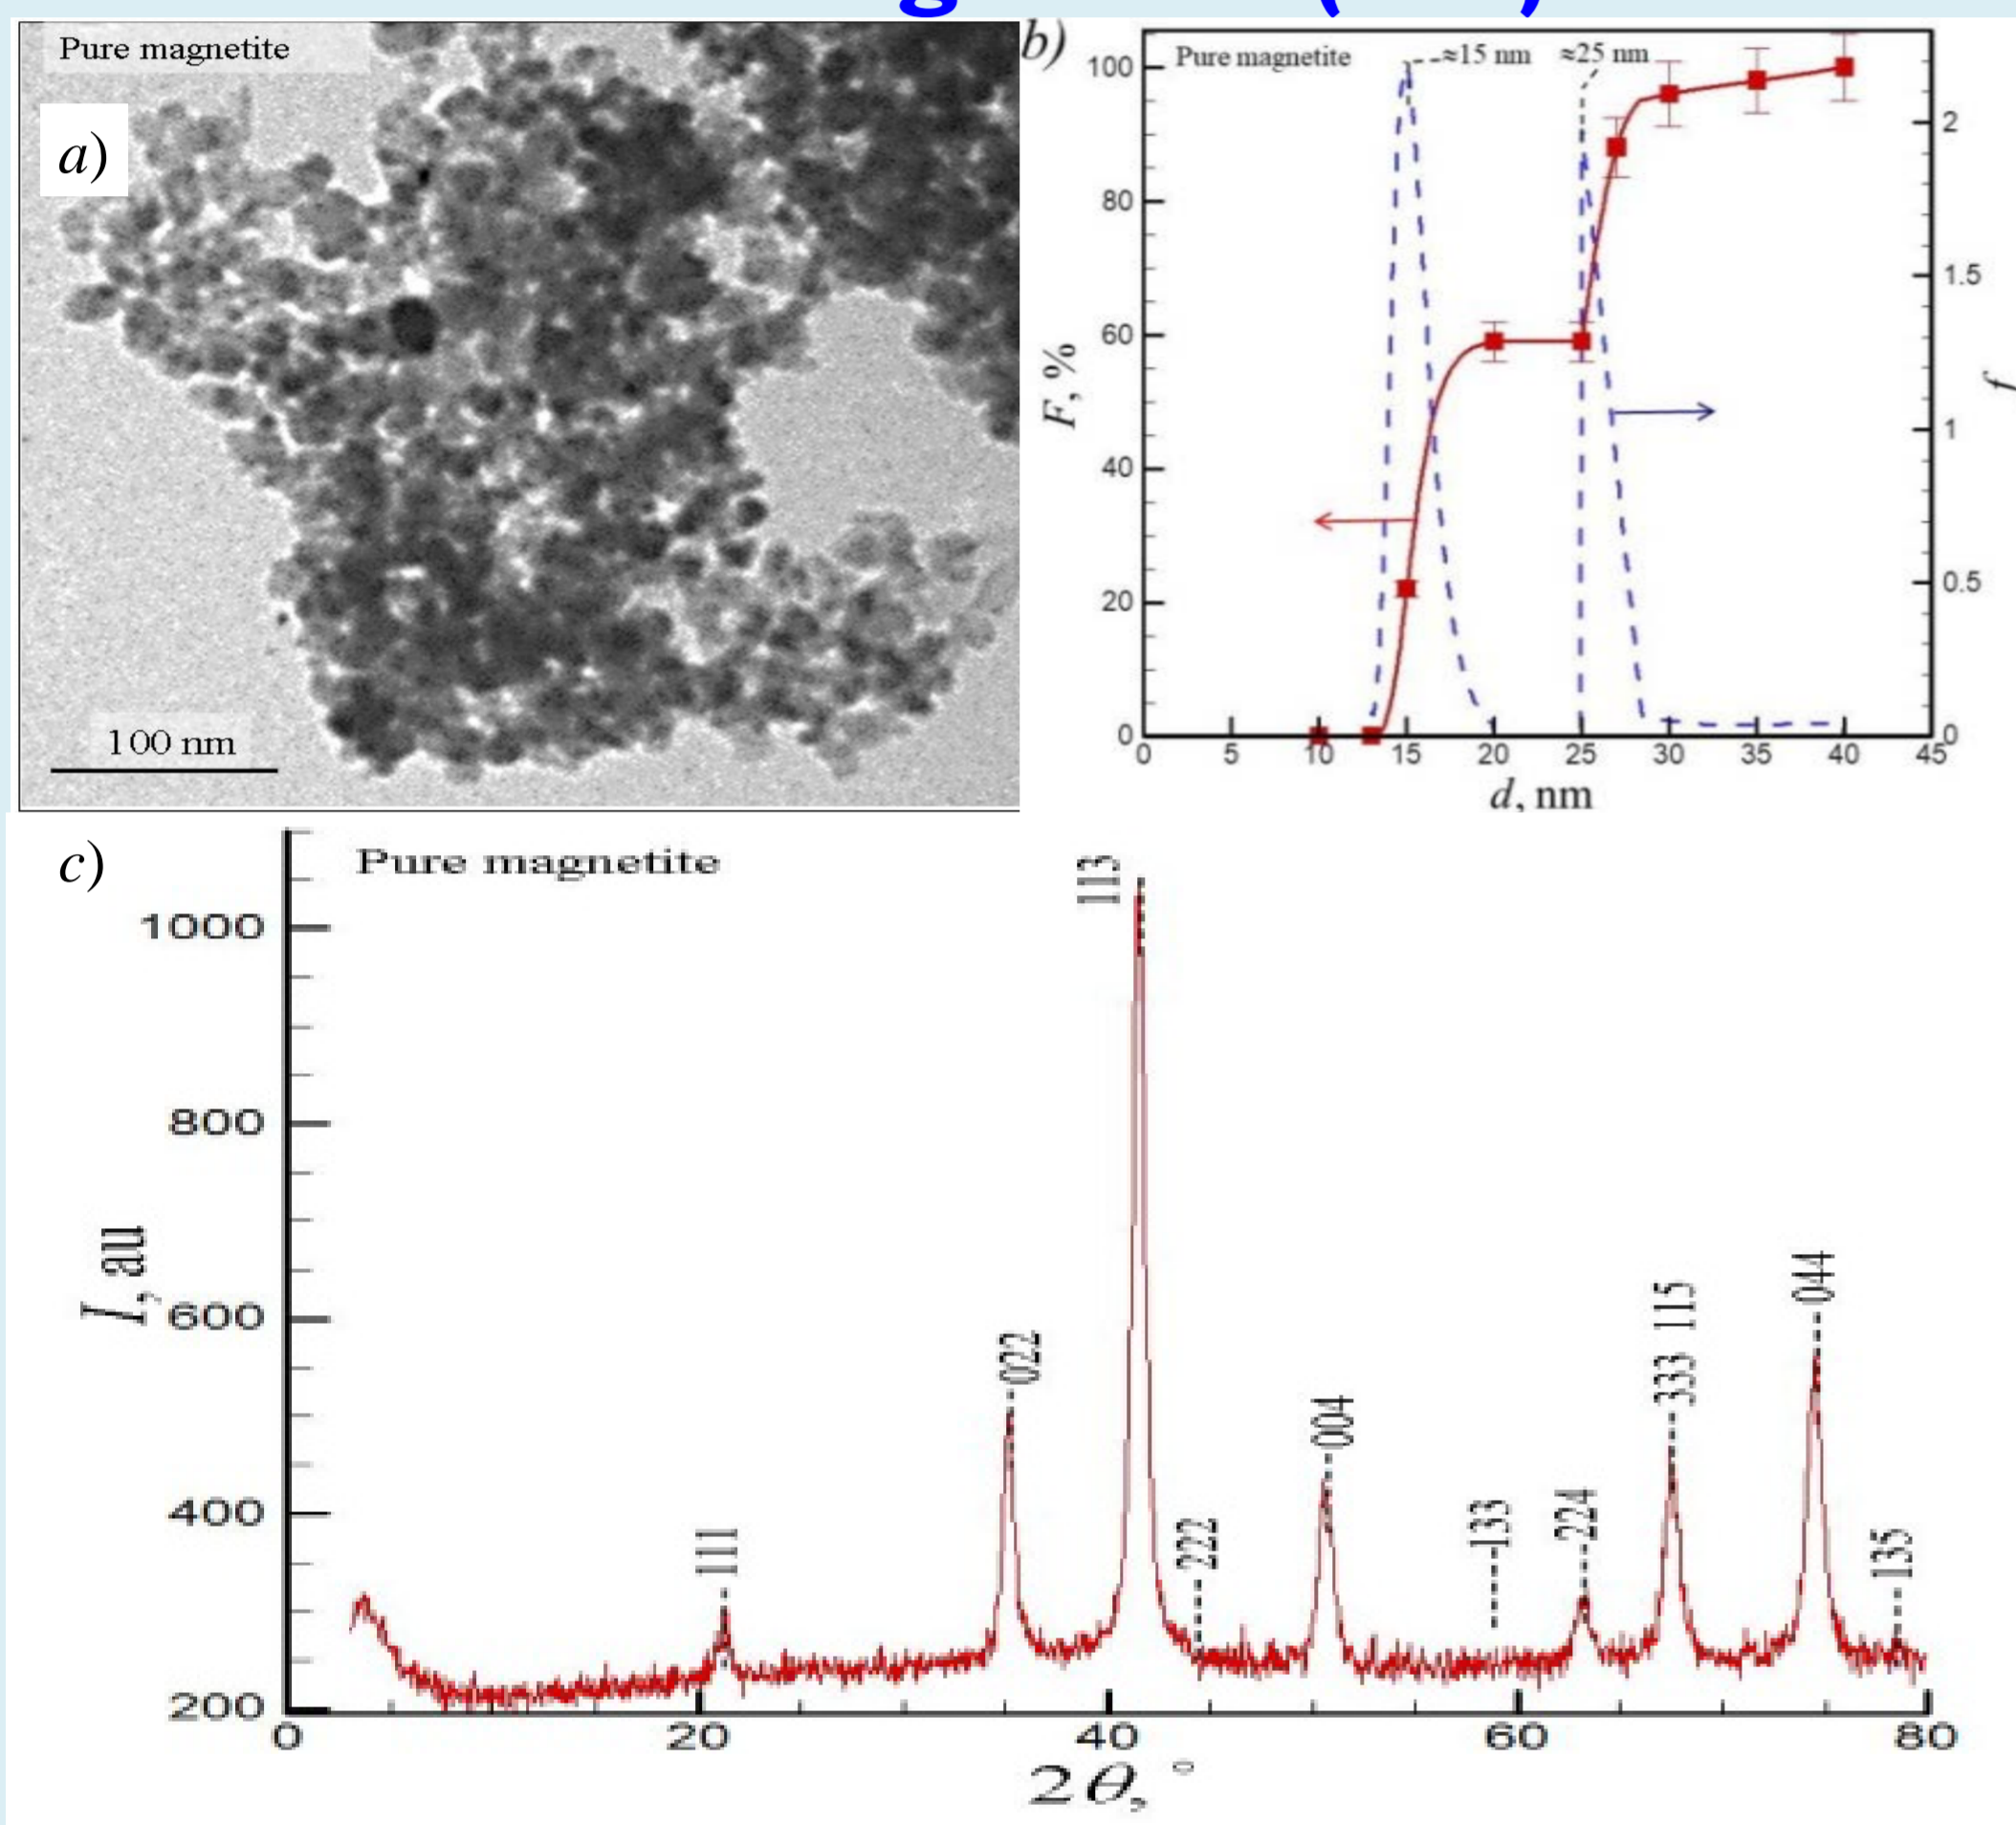 Pure magnetite
a)
100 nm
b)
Pure magnetite
≈15 nm
≈25 nm
100
80
60
40
20
0
F, %
2
1.5
1
0.5
0
f
0 5 10 15 20 25 30 35 40 45
d, nm
c)
Pure magnetite
1000
800
600
400
200
I, au
111
022
113
222
004
133
224
333 115
044
135
0 20 40 60 80
2θ, °